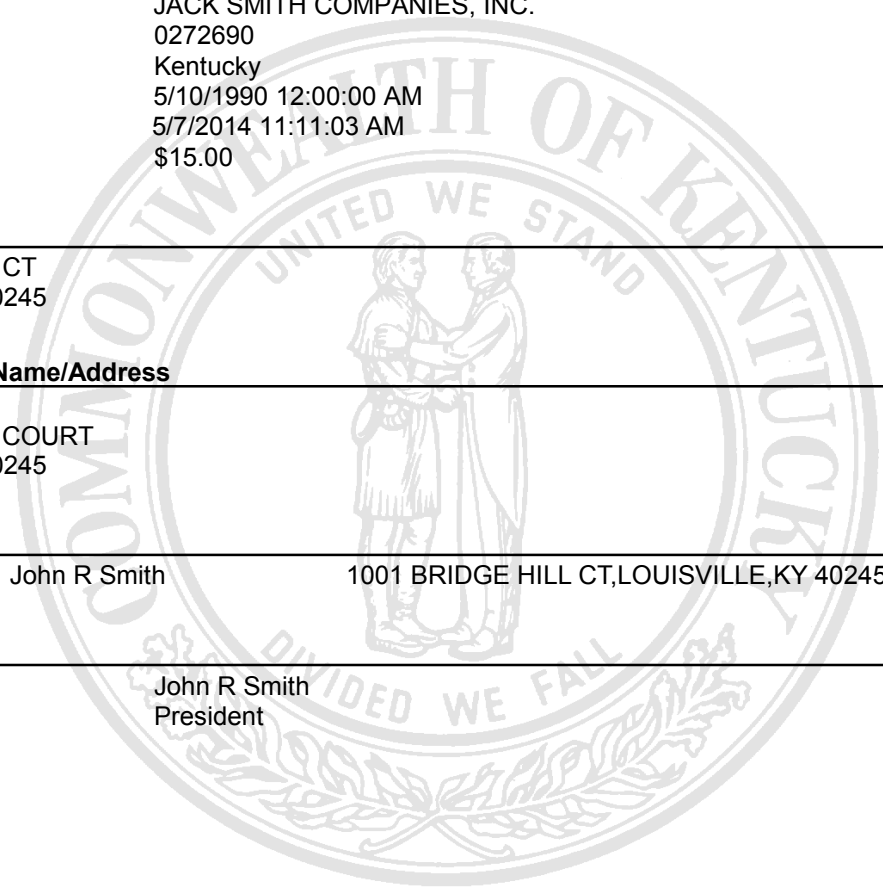 JACK SMITH COMPANIES, INC.
0272690
Kentucky
5/10/1990 12:00:00 AM
5/7/2014 11:11:03 AM
$15.00
CT
0245
Name/Address
COURT
0245
John R Smith 1001 BRIDGE HILL CT,LOUISVILLE,KY 40245
John R Smith
President
COMMONWEALTH OF KENTUCKY
UNITED WE STAND
DIVIDED WE FALL